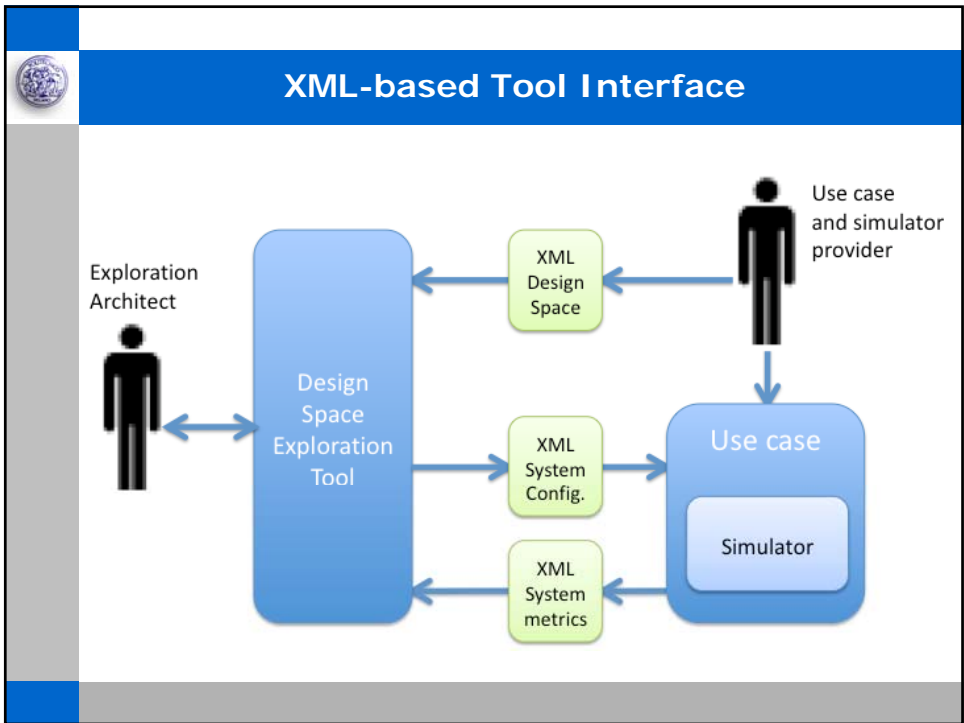 XML-based Tool Interface
Use case
and simulator
provider
Exploration
Architect
XML
Design
Space
Design
Space
Exploration
Tool
XML
System
Config.
Use case
Simulator
XML
System
metrics